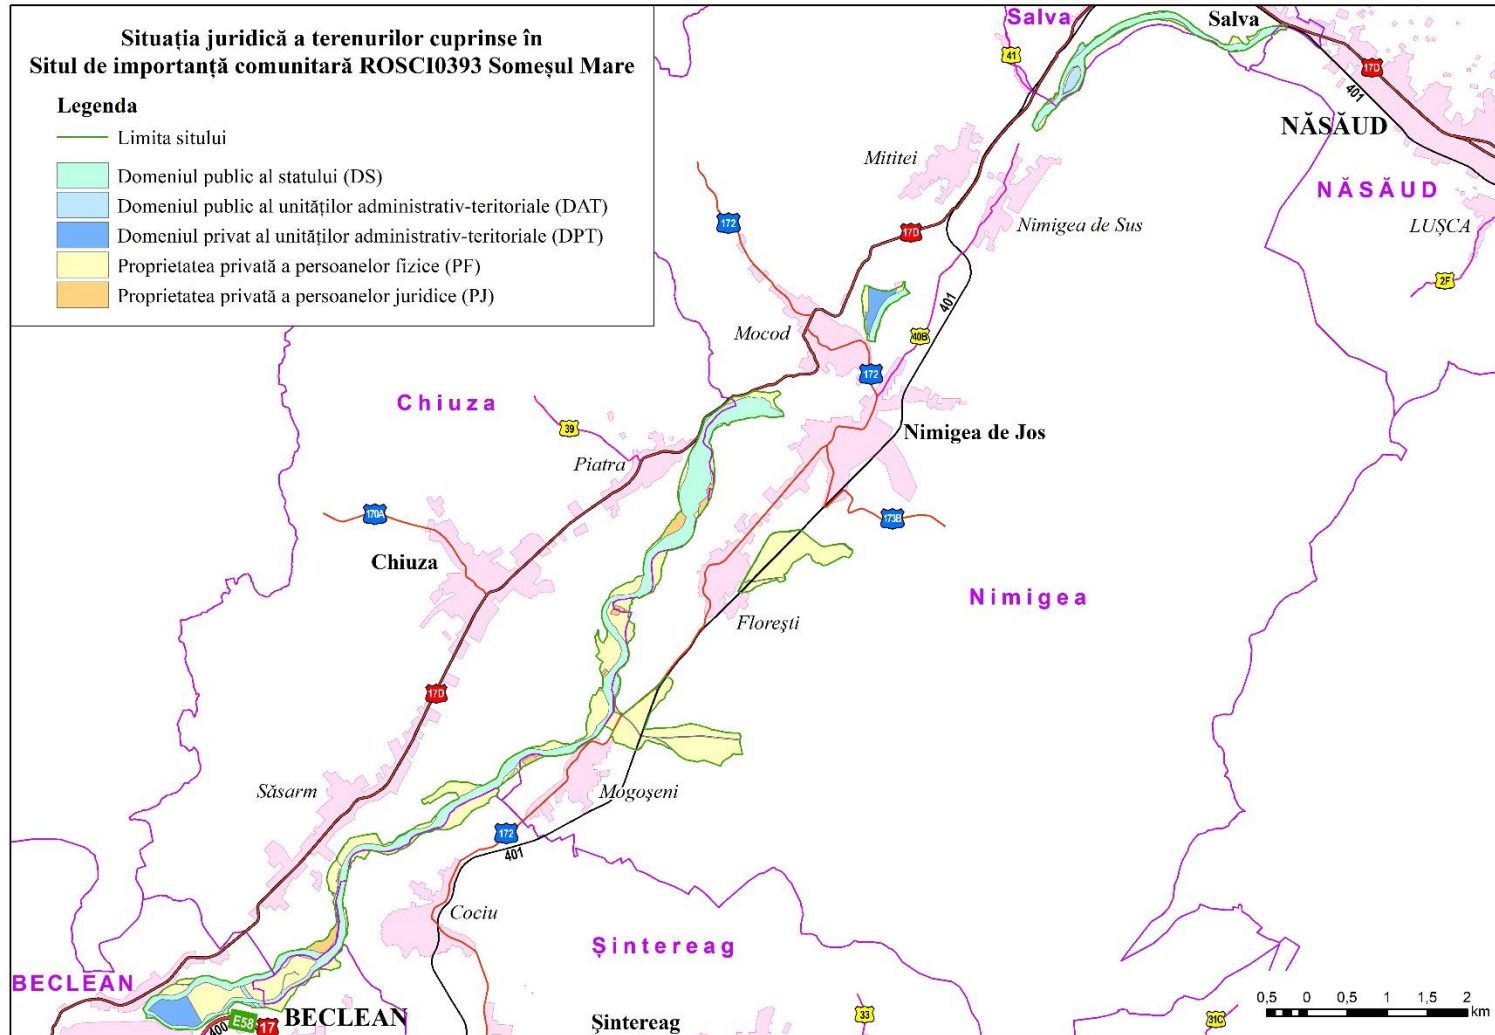 Situația juridică a terenurilor cuprinse în
Situl de importanță comunitară ROSCI0393 Someșul Mare
Legenda
Limita sitului
Domeniul public al statului (DS)
Domeniul public al unităților administrativ-teritoriale (DAT)
Domeniul privat al unităților administrativ-teritoriale (DPT)
Proprietatea privată a persoanelor fizice (PF)
Proprietatea privată a persoanelor juridice (PJ)
Salva
Salva
41
17D
401
NĂSĂUD
Mititei
NĂSĂUD
172
17D
Nimigea de Sus
LUȘCA
2F
401
Mocod
40B
172
Chiuza
39
Nimigea de Jos
Piatra
170A
173B
Chiuza
Nimigea
Florești
17D
Săsarm
Mogoșeni
172
401
Cociu
Șintereag
BECLEAN
400
E58
17
BECLEAN
Șintereag
33
31C
0,5 0 0,5 1 1,5 2
km